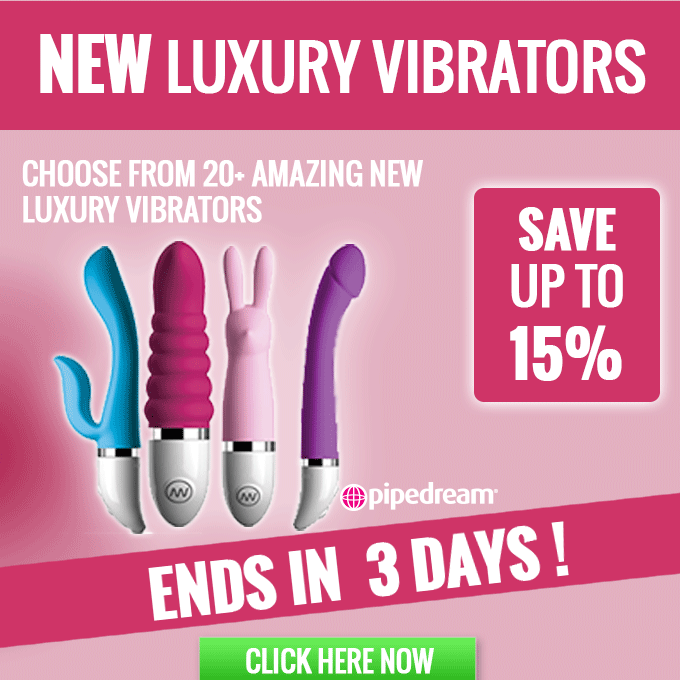 NEW LUXURY VIBRATORS
CHOOSE FROM 20+ AMAZING NEW
LUXURY VIBRATORS
SAVE
UP TO
15%
pipedream®
ENDS IN 3 DAYS !
CLICK HERE NOW